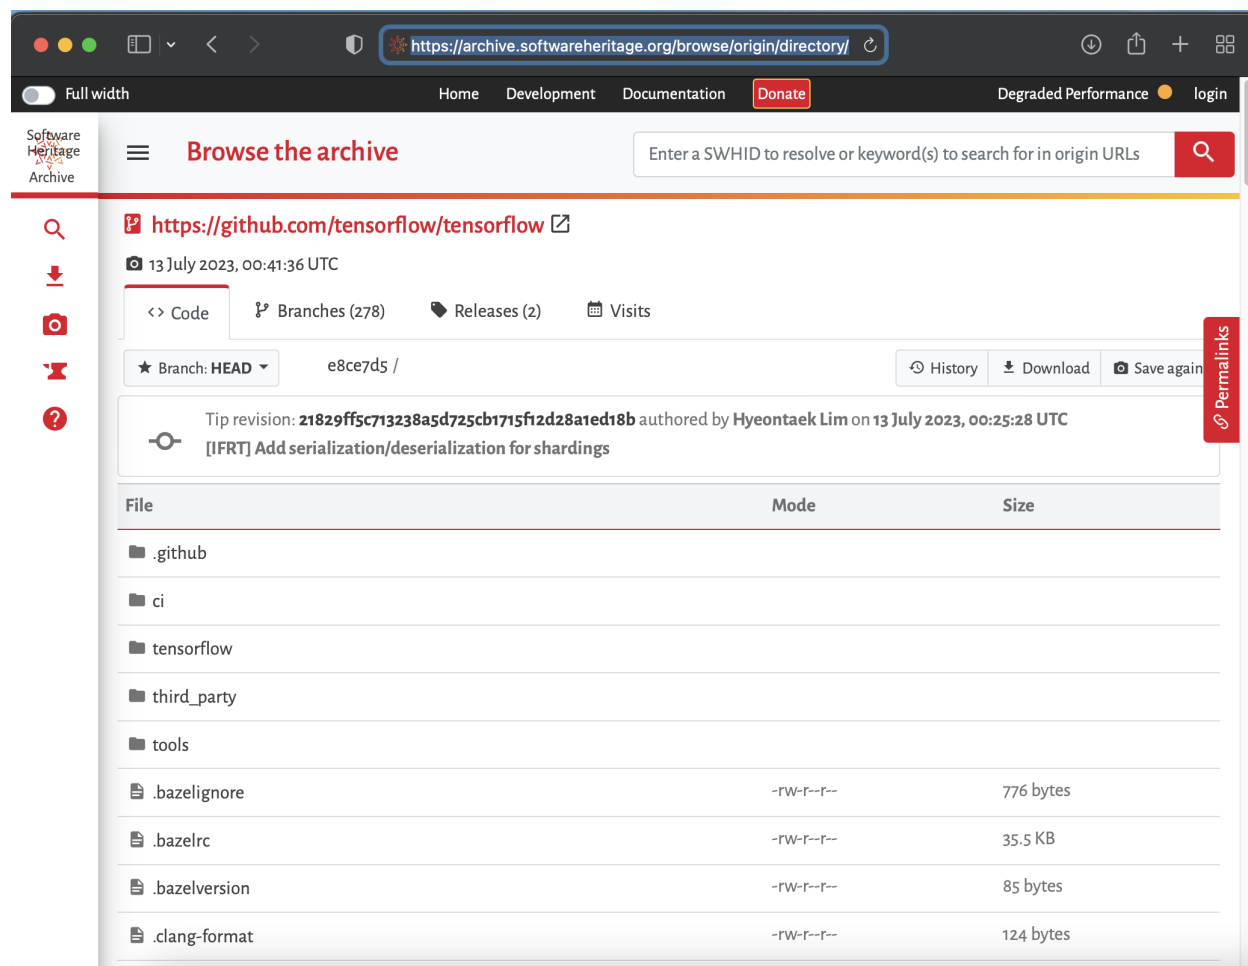 https://archive.softwareheritage.org/browse/origin/directory/
Full width
Home Development Documentation Donate Degraded Performance login
Software
Heritage
Archive
Browse the archive
Enter a SWHID to resolve or keyword(s) to search for in origin URLs
https://github.com/tensorflow/tensorflow
13 July 2023, 00:41:36 UTC
<> Code Branches (278) Releases (2) Visits
Branch: HEAD e8ce7d5 / History Download Save again
Permalinks
Tip revision: 21829ff5c713238a5d725cb1715f12d28a1ed18b authored by Hyeontaek Lim on 13 July 2023, 00:25:28 UTC
[IFRT] Add serialization/deserialization for shardings
File Mode Size
.github
ci
tensorflow
third_party
tools
.bazelignore -rw-r--r-- 776 bytes
.bazelrc -rw-r--r-- 35.5 KB
.bazelversion -rw-r--r-- 85 bytes
.clang-format -rw-r--r-- 124 bytes